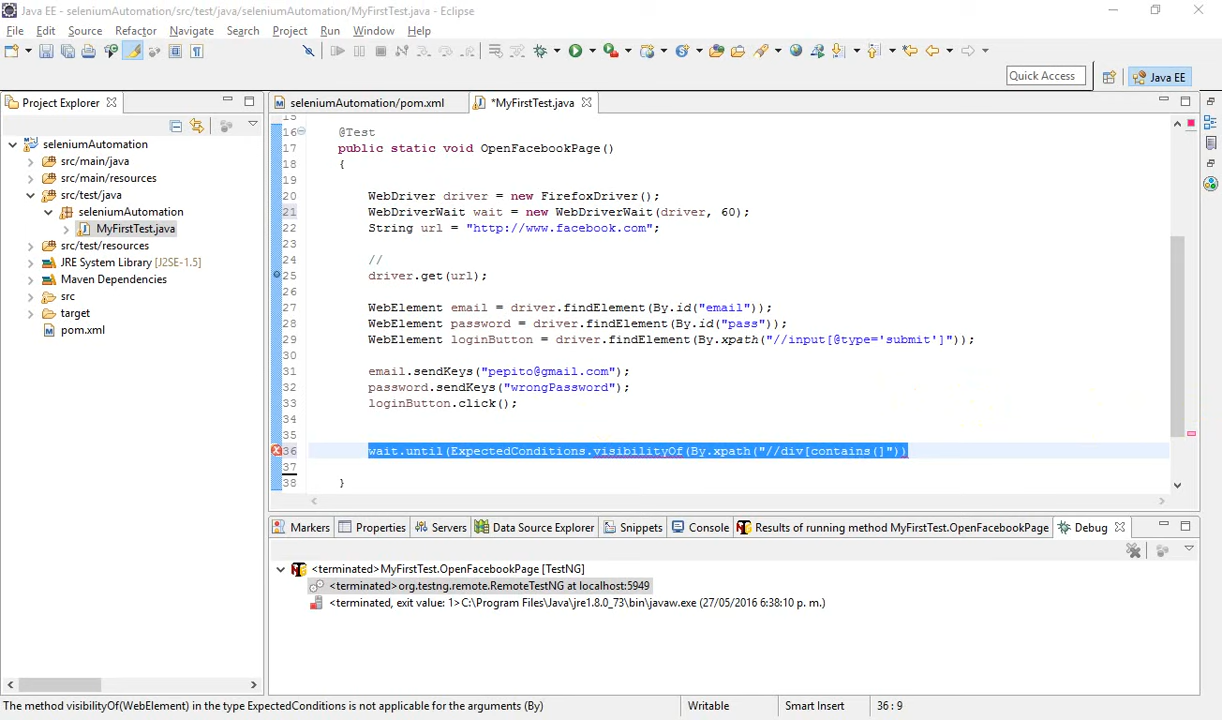 Java EE - seleniumAutomation/src/test/java/seleniumAutomation/MyFirstTest.java - Eclipse
File Edit Source Refactor Navigate Search Project Run Window Help
Quick Access
Java EE
Project Explorer
seleniumAutomation
src/main/java
src/main/resources
src/test/java
seleniumAutomation
MyFirstTest.java
src/test/resources
JRE System Library [J2SE-1.5]
Maven Dependencies
src
target
pom.xml
seleniumAutomation/pom.xml *MyFirstTest.java
15
16 @Test
17 public static void OpenFacebookPage()
18 {
19
20 WebDriver driver = new FirefoxDriver();
21 WebDriverWait wait = new WebDriverWait(driver, 60);
22 String url = "http://www.facebook.com";
23
24 //
25 driver.get(url);
26
27 WebElement email = driver.findElement(By.id("email"));
28 WebElement password = driver.findElement(By.id("pass"));
29 WebElement loginButton = driver.findElement(By.xpath("//input[@type='submit']"));
30
31 email.sendKeys("pepito@gmail.com");
32 password.sendKeys("wrongPassword");
33 loginButton.click();
34
35
36 wait.until(ExpectedConditions.visibilityOf(By.xpath("//div[contains(]"))
37
38 }
Markers Properties Servers Data Source Explorer Snippets Console Results of running method MyFirstTest.OpenFacebookPage Debug
<terminated>MyFirstTest.OpenFacebookPage [TestNG]
<terminated>org.testng.remote.RemoteTestNG at localhost:5949
<terminated, exit value: 1>C:\Program Files\Java\jre1.8.0_73\bin\javaw.exe (27/05/2016 6:38:10 p. m.)
The method visibilityOf(WebElement) in the type ExpectedConditions is not applicable for the arguments (By) Writable Smart Insert 36 : 9